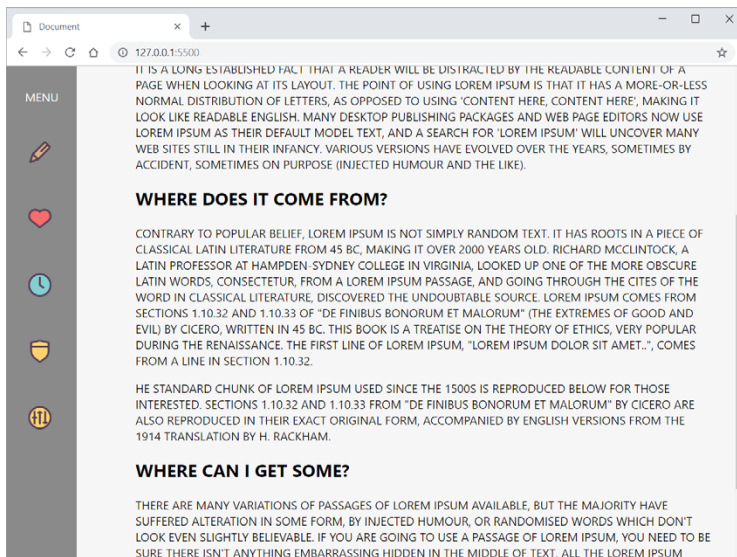 Document
127.0.0.1:5500
MENU
IT IS A LONG ESTABLISHED FACT THAT A READER WILL BE DISTRACTED BY THE READABLE CONTENT OF A
PAGE WHEN LOOKING AT ITS LAYOUT. THE POINT OF USING LOREM IPSUM IS THAT IT HAS A MORE-OR-LESS
NORMAL DISTRIBUTION OF LETTERS, AS OPPOSED TO USING 'CONTENT HERE, CONTENT HERE', MAKING IT
LOOK LIKE READABLE ENGLISH. MANY DESKTOP PUBLISHING PACKAGES AND WEB PAGE EDITORS NOW USE
LOREM IPSUM AS THEIR DEFAULT MODEL TEXT, AND A SEARCH FOR 'LOREM IPSUM' WILL UNCOVER MANY
WEB SITES STILL IN THEIR INFANCY. VARIOUS VERSIONS HAVE EVOLVED OVER THE YEARS, SOMETIMES BY
ACCIDENT, SOMETIMES ON PURPOSE (INJECTED HUMOUR AND THE LIKE).
WHERE DOES IT COME FROM?
CONTRARY TO POPULAR BELIEF, LOREM IPSUM IS NOT SIMPLY RANDOM TEXT. IT HAS ROOTS IN A PIECE OF
CLASSICAL LATIN LITERATURE FROM 45 BC, MAKING IT OVER 2000 YEARS OLD. RICHARD MCCLINTOCK, A
LATIN PROFESSOR AT HAMPDEN-SYDNEY COLLEGE IN VIRGINIA, LOOKED UP ONE OF THE MORE OBSCURE
LATIN WORDS, CONSECTETUR, FROM A LOREM IPSUM PASSAGE, AND GOING THROUGH THE CITES OF THE
WORD IN CLASSICAL LITERATURE, DISCOVERED THE UNDOUBTABLE SOURCE. LOREM IPSUM COMES FROM
SECTIONS 1.10.32 AND 1.10.33 OF "DE FINIBUS BONORUM ET MALORUM" (THE EXTREMES OF GOOD AND
EVIL) BY CICERO, WRITTEN IN 45 BC. THIS BOOK IS A TREATISE ON THE THEORY OF ETHICS, VERY POPULAR
DURING THE RENAISSANCE. THE FIRST LINE OF LOREM IPSUM, "LOREM IPSUM DOLOR SIT AMET..", COMES
FROM A LINE IN SECTION 1.10.32.
HE STANDARD CHUNK OF LOREM IPSUM USED SINCE THE 1500S IS REPRODUCED BELOW FOR THOSE
INTERESTED. SECTIONS 1.10.32 AND 1.10.33 FROM "DE FINIBUS BONORUM ET MALORUM" BY CICERO ARE
ALSO REPRODUCED IN THEIR EXACT ORIGINAL FORM, ACCOMPANIED BY ENGLISH VERSIONS FROM THE
1914 TRANSLATION BY H. RACKHAM.
WHERE CAN I GET SOME?
THERE ARE MANY VARIATIONS OF PASSAGES OF LOREM IPSUM AVAILABLE, BUT THE MAJORITY HAVE
SUFFERED ALTERATION IN SOME FORM, BY INJECTED HUMOUR, OR RANDOMISED WORDS WHICH DON'T
LOOK EVEN SLIGHTLY BELIEVABLE. IF YOU ARE GOING TO USE A PASSAGE OF LOREM IPSUM, YOU NEED TO BE
SURE THERE ISN'T ANYTHING EMBARRASSING HIDDEN IN THE MIDDLE OF TEXT. ALL THE LOREM IPSUM